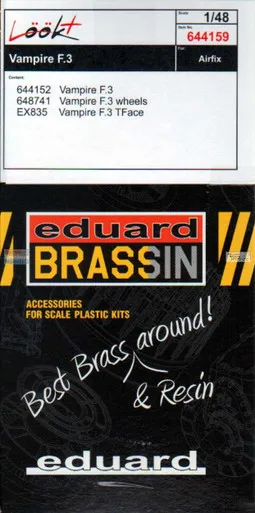 Löökt
Scale
1/48
Item No.
644159
Vampire F.3
For:
Airfix
Content:
644152 Vampire F.3
648741 Vampire F.3 wheels
EX835 Vampire F.3 TFace
eduard
BRASSIN
ACCESSORIES
FOR SCALE PLASTIC KITS
Best Brass around!
& Resin
eduard